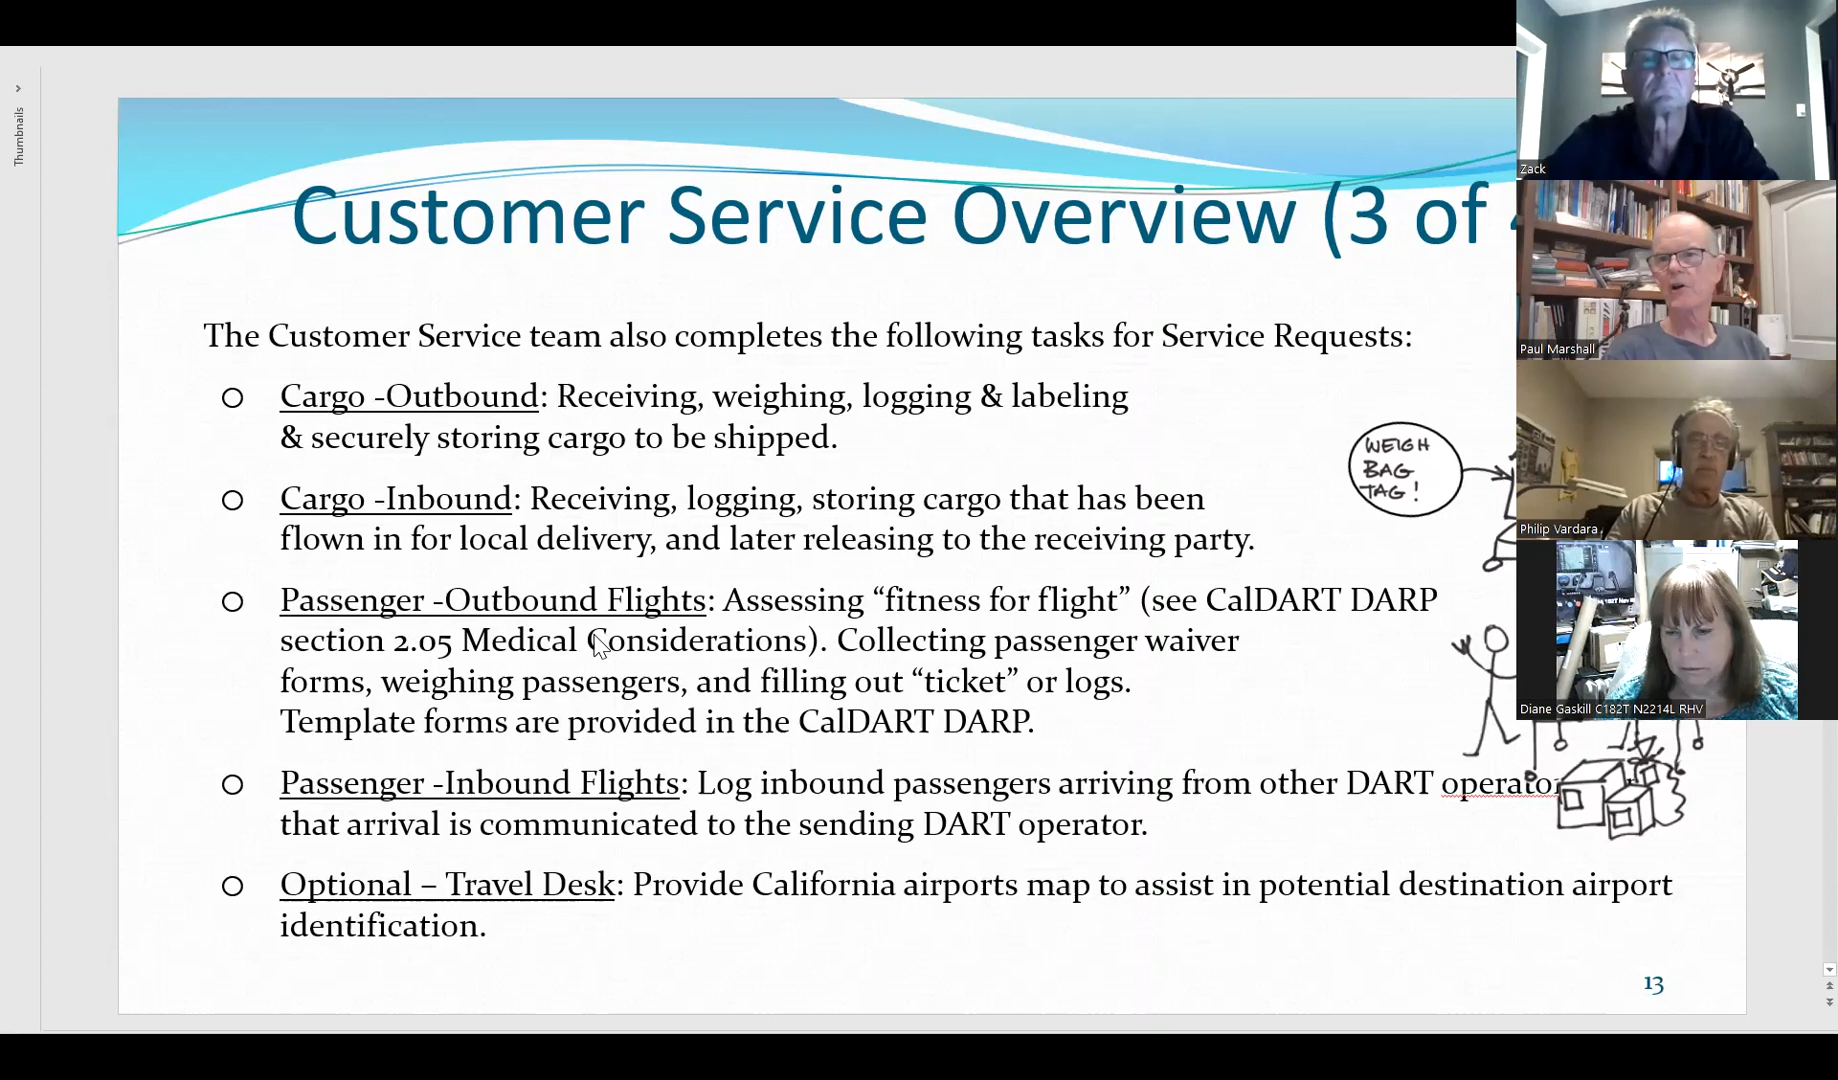 Thumbnails
Customer Service Overview (3 of
The Customer Service team also completes the following tasks for Service Requests:
Cargo -Outbound: Receiving, weighing, logging & labeling
& securely storing cargo to be shipped.
Cargo -Inbound: Receiving, logging, storing cargo that has been
flown in for local delivery, and later releasing to the receiving party.
Passenger -Outbound Flights: Assessing “fitness for flight” (see CalDART DARP
section 2.05 Medical Considerations). Collecting passenger waiver
forms, weighing passengers, and filling out “ticket” or logs.
Template forms are provided in the CalDART DARP.
Passenger -Inbound Flights: Log inbound passengers arriving from other DART operator
that arrival is communicated to the sending DART operator.
Optional – Travel Desk: Provide California airports map to assist in potential destination airport
identification.
13
WEIGH
BAG
TAG!
Zack
Paul Marshall
Philip Vardara
Diane Gaskill C182T N2214L RHV